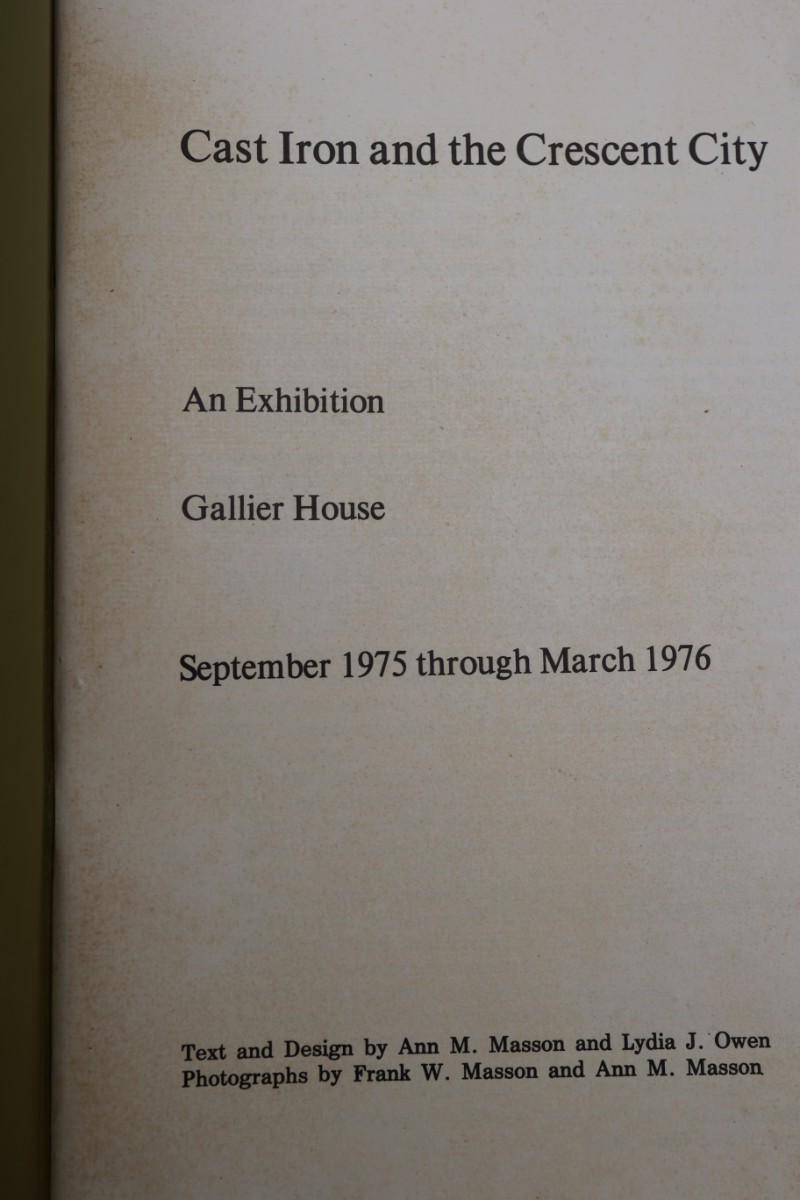 Cast Iron and the Crescent City
An Exhibition
Gallier House
September 1975 through March 1976
Text and Design by Ann M. Masson and Lydia J. Owen
Photographs by Frank W. Masson and Ann M. Masson